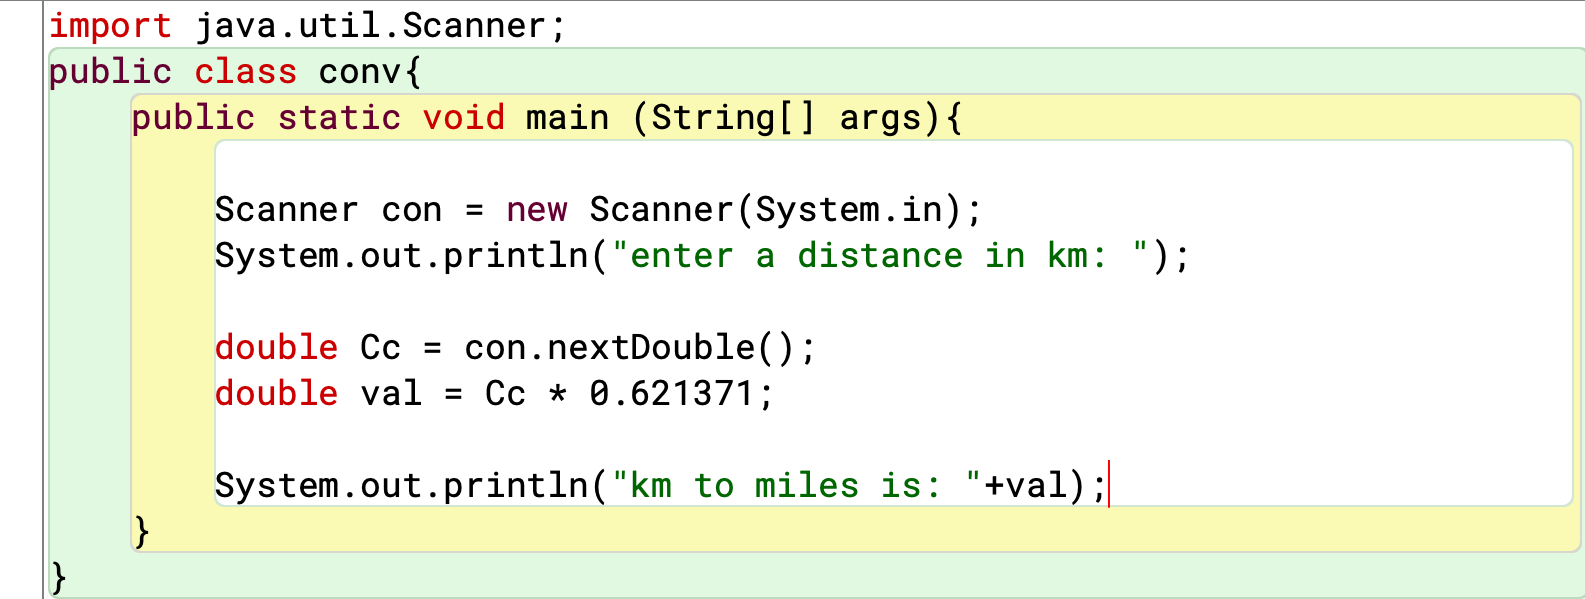 import java.util.Scanner;
public class conv{
public static void main (String[] args){
Scanner con = new Scanner(System.in);
System.out.println("enter a distance in km: ");
double Cc = con.nextDouble();
double val = Cc * 0.621371;
System.out.println("km to miles is: "+val);
}
}